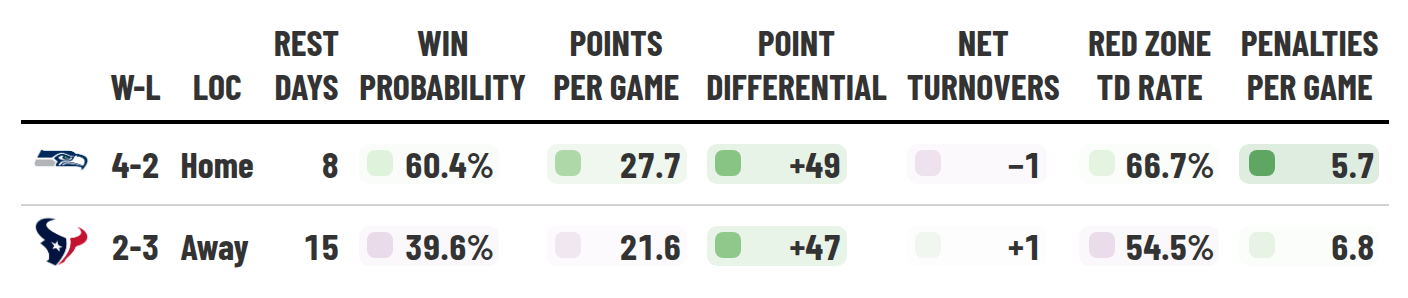 W-L LOC REST DAYS WIN PROBABILITY POINTS PER GAME POINT DIFFERENTIAL NET TURNOVERS RED ZONE TD RATE PENALTIES PER GAME
4-2 Home 8 60.4% 27.7 +49 −1 66.7% 5.7
2-3 Away 15 39.6% 21.6 +47 +1 54.5% 6.8